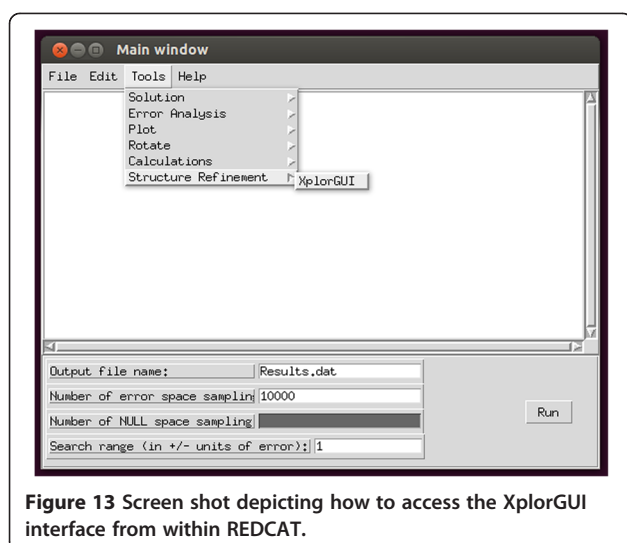 Main window
File Edit Tools Help
Solution
Error Analysis
Plot
Rotate
Calculations
Structure Refinement XplorGUI
Output file name: Results.dat
Number of error space samplin 10000
Number of NULL space sampling
Search range (in +/- units of error): 1
Run
Figure 13 Screen shot depicting how to access the XplorGUI
interface from within REDCAT.